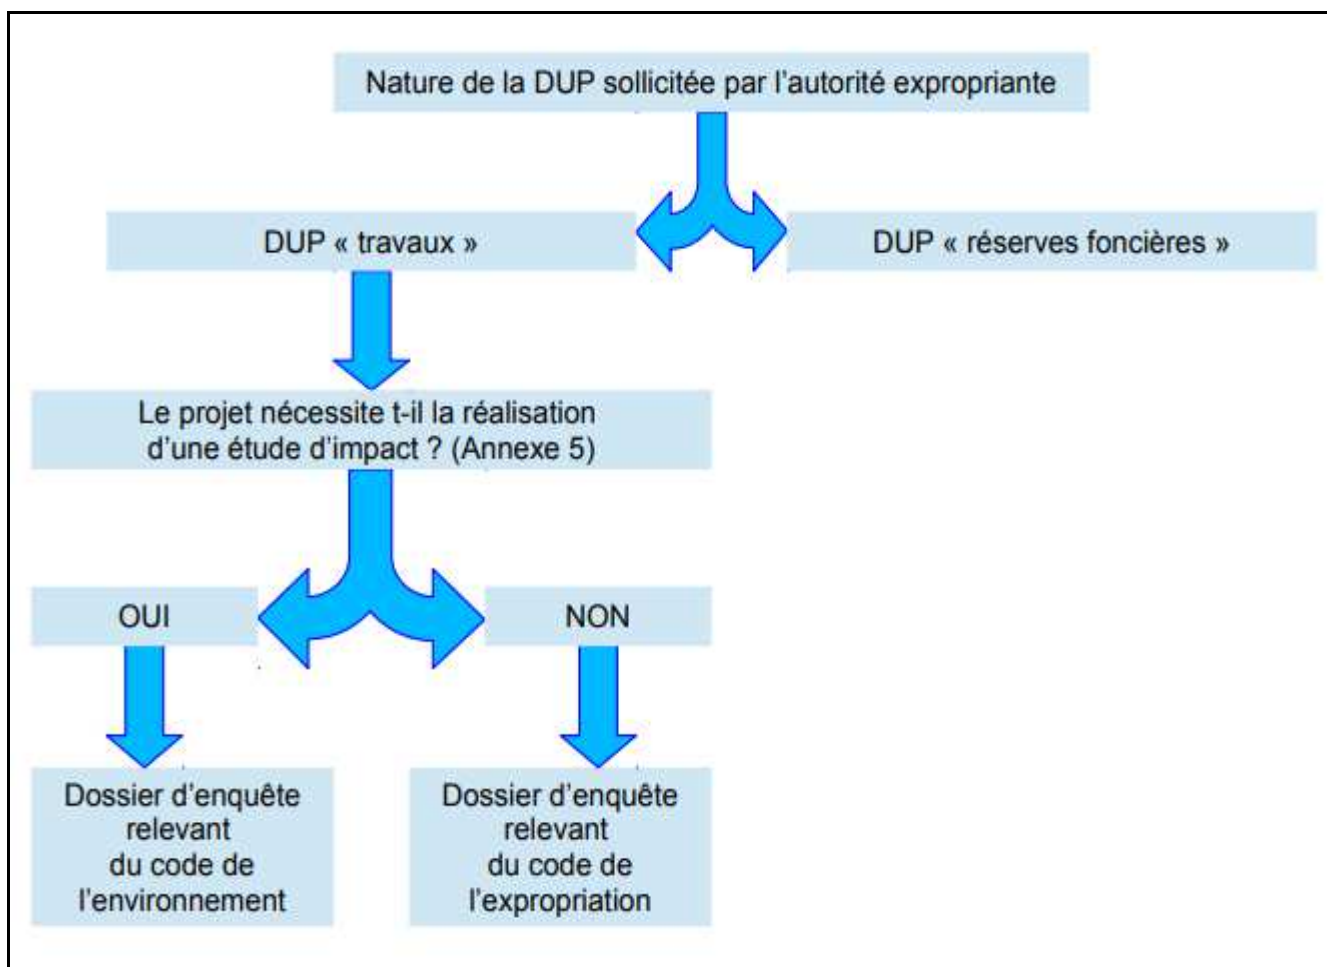 Nature de la DUP sollicitée par l'autorité expropriante
DUP « travaux »
DUP « réserves foncières »
Le projet nécessite t-il la réalisation
d'une étude d'impact ? (Annexe 5)
OUI
NON
Dossier d'enquête
relevant
du code de
l'environnement
Dossier d'enquête
relevant
du code de
l'expropriation